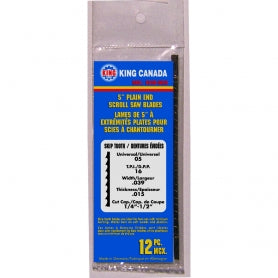 KING
KING CANADA
5" PLAIN END
SCROLL SAW BLADES
LAMES DE 5" À
EXTRÉMITÉS PLATES POUR
SCIES À CHANTOURNER
SKIP TOOTH / DENTURES ÉVIDÉES
Universal/Universel
05
T.P.I./D.P.P.
16
Width/Largeur
.039
Thickness/Épaisseur
.015
Cut Cap./Cap. de Coupe
1/4"-1/2"
12 PC.
MCX.